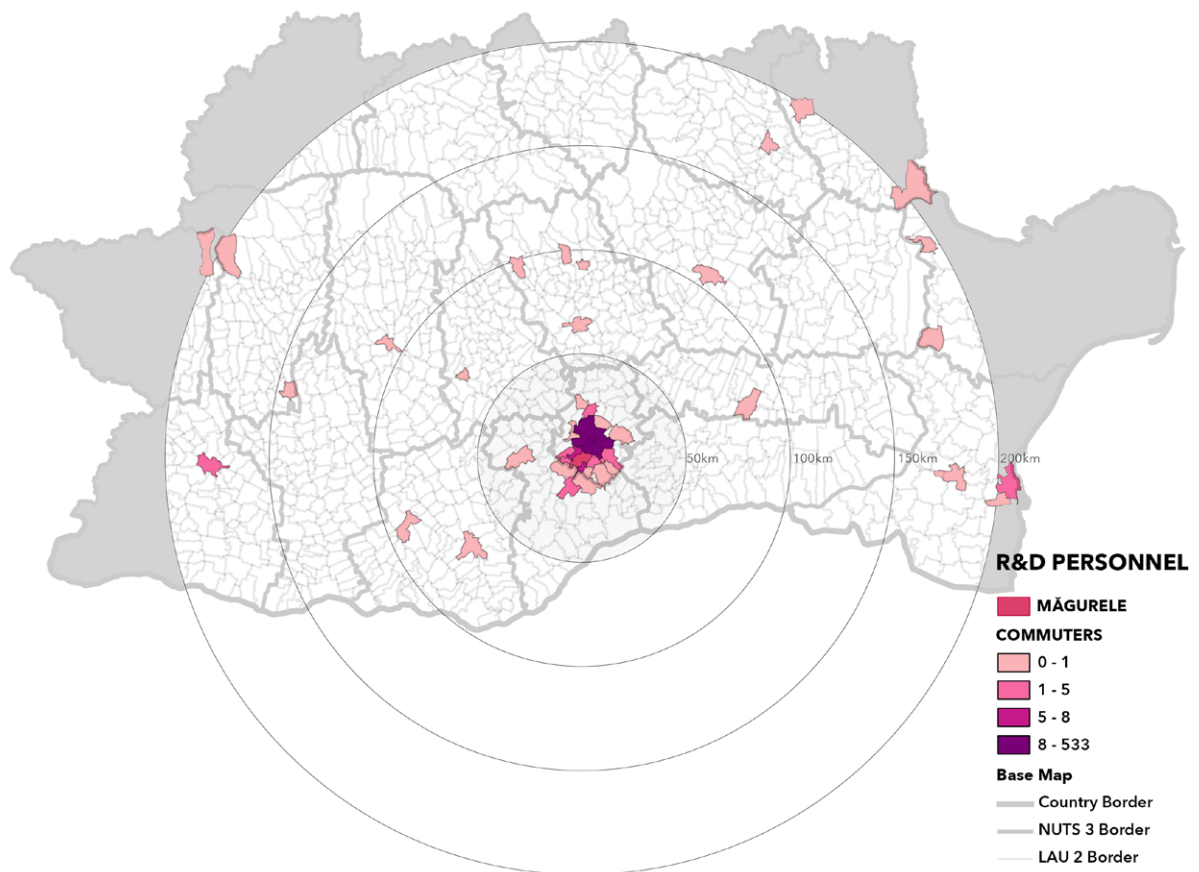 50km
100km
150km
200km
R&D PERSONNEL
MĂGURELE
COMMUTERS
0 - 1
1 - 5
5 - 8
8 - 533
Base Map
Country Border
NUTS 3 Border
LAU 2 Border